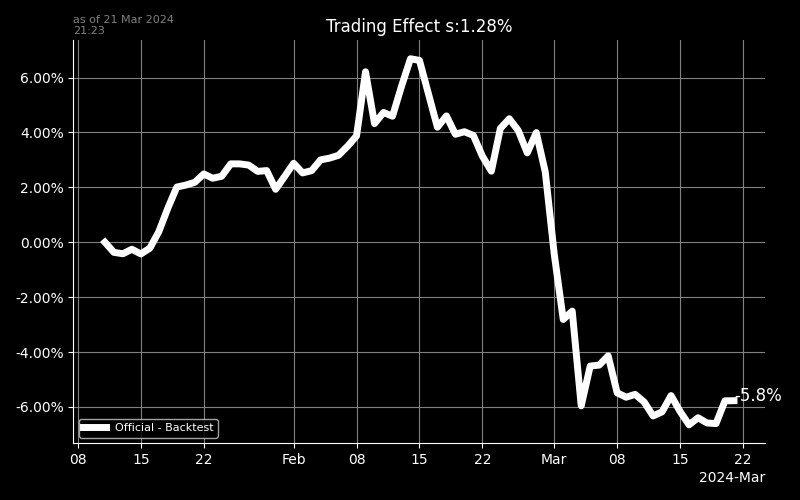 as of 21 Mar 2024
21:23
Trading Effect s:1.28%
6.00%
4.00%
2.00%
0.00%
-2.00%
-4.00%
-6.00%
-5.8%
Official - Backtest
08 15 22 Feb 08 15 22 Mar 08 15 22
2024-Mar